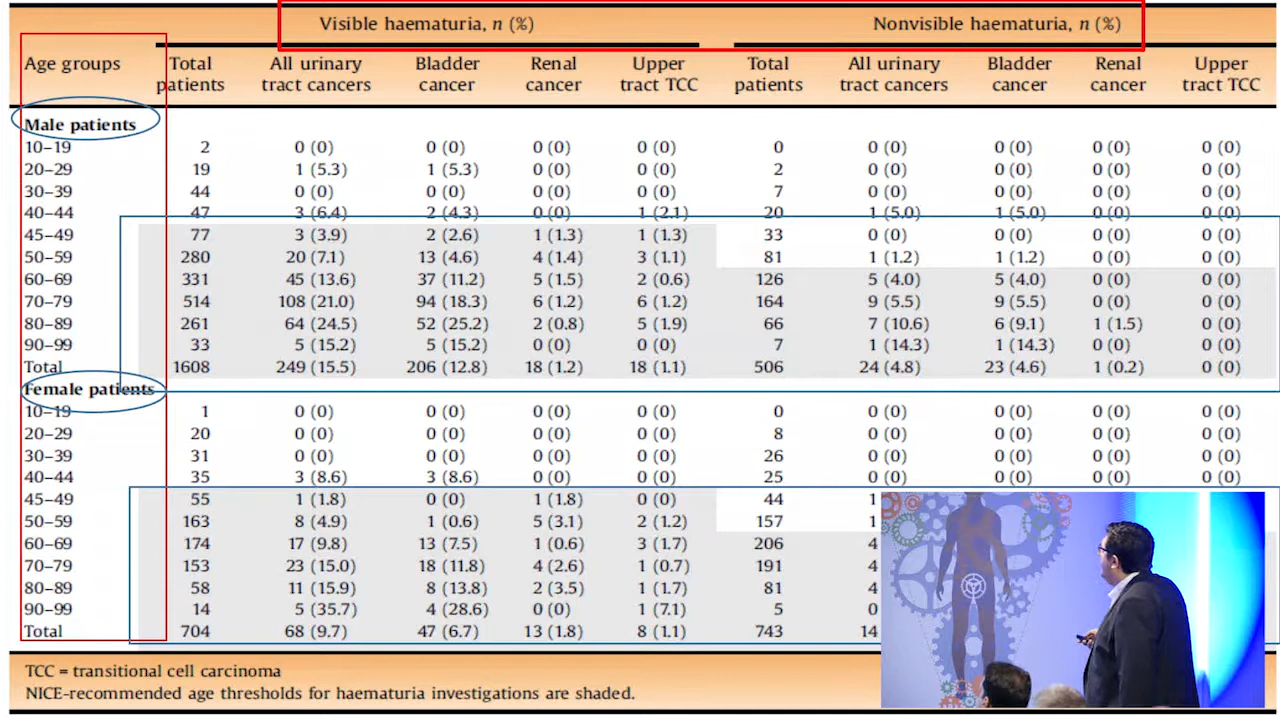 Visible haematuria, n (%) Nonvisible haematuria, n (%)
Age groups Total patients All urinary tract cancers Bladder cancer Renal cancer Upper tract TCC Total patients All urinary tract cancers Bladder cancer Renal cancer Upper tract TCC
Male patients
10–19 2 0 (0) 0 (0) 0 (0) 0 (0) 0 0 (0) 0 (0) 0 (0) 0 (0)
20–29 19 1 (5.3) 1 (5.3) 0 (0) 0 (0) 2 0 (0) 0 (0) 0 (0) 0 (0)
30–39 44 0 (0) 0 (0) 0 (0) 0 (0) 7 0 (0) 0 (0) 0 (0) 0 (0)
40–44 47 3 (6.4) 2 (4.3) 0 (0) 1 (2.1) 20 1 (5.0) 1 (5.0) 0 (0) 0 (0)
45–49 77 3 (3.9) 2 (2.6) 1 (1.3) 1 (1.3) 33 0 (0) 0 (0) 0 (0) 0 (0)
50–59 280 20 (7.1) 13 (4.6) 4 (1.4) 3 (1.1) 81 1 (1.2) 1 (1.2) 0 (0) 0 (0)
60–69 331 45 (13.6) 37 (11.2) 5 (1.5) 2 (0.6) 126 5 (4.0) 5 (4.0) 0 (0) 0 (0)
70–79 514 108 (21.0) 94 (18.3) 6 (1.2) 6 (1.2) 164 9 (5.5) 9 (5.5) 0 (0) 0 (0)
80–89 261 64 (24.5) 52 (25.2) 2 (0.8) 5 (1.9) 66 7 (10.6) 6 (9.1) 1 (1.5) 0 (0)
90–99 33 5 (15.2) 5 (15.2) 0 (0) 0 (0) 7 1 (14.3) 1 (14.3) 0 (0) 0 (0)
Total 1608 249 (15.5) 206 (12.8) 18 (1.2) 18 (1.1) 506 24 (4.8) 23 (4.6) 1 (0.2) 0 (0)
Female patients
10–19 1 0 (0) 0 (0) 0 (0) 0 (0) 0 0 (0) 0 (0) 0 (0) 0 (0)
20–29 20 0 (0) 0 (0) 0 (0) 0 (0) 8 0 (0) 0 (0) 0 (0) 0 (0)
30–39 31 0 (0) 0 (0) 0 (0) 0 (0) 26 0 (0) 0 (0) 0 (0) 0 (0)
40–44 35 3 (8.6) 3 (8.6) 0 (0) 0 (0) 25 0 (0) 0 (0) 0 (0) 0 (0)
45–49 55 1 (1.8) 0 (0) 1 (1.8) 0 (0) 44 1
50–59 163 8 (4.9) 1 (0.6) 5 (3.1) 2 (1.2) 157 1
60–69 174 17 (9.8) 13 (7.5) 1 (0.6) 3 (1.7) 206 4
70–79 153 23 (15.0) 18 (11.8) 4 (2.6) 1 (0.7) 191 4
80–89 58 11 (15.9) 8 (13.8) 2 (3.5) 1 (1.7) 81 4
90–99 14 5 (35.7) 4 (28.6) 0 (0) 1 (7.1) 5 0
Total 704 68 (9.7) 47 (6.7) 13 (1.8) 8 (1.1) 743 14
TCC = transitional cell carcinoma
NICE-recommended age thresholds for haematuria investigations are shaded.